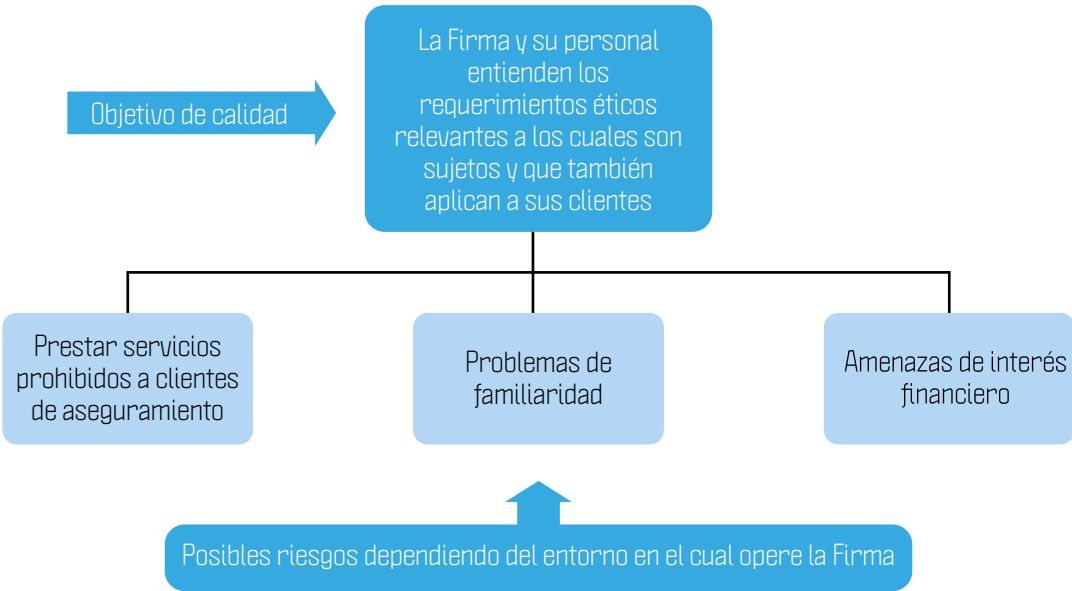 La Firma y su personal
entienden los
requerimientos éticos
relevantes a los cuales son
sujetos y que también
aplican a sus clientes
Objetivo de calidad
Prestar servicios
prohibidos a clientes
de aseguramiento
Problemas de
familiaridad
Amenazas de interés
financiero
Posibles riesgos dependiendo del entorno en el cual opere la Firma